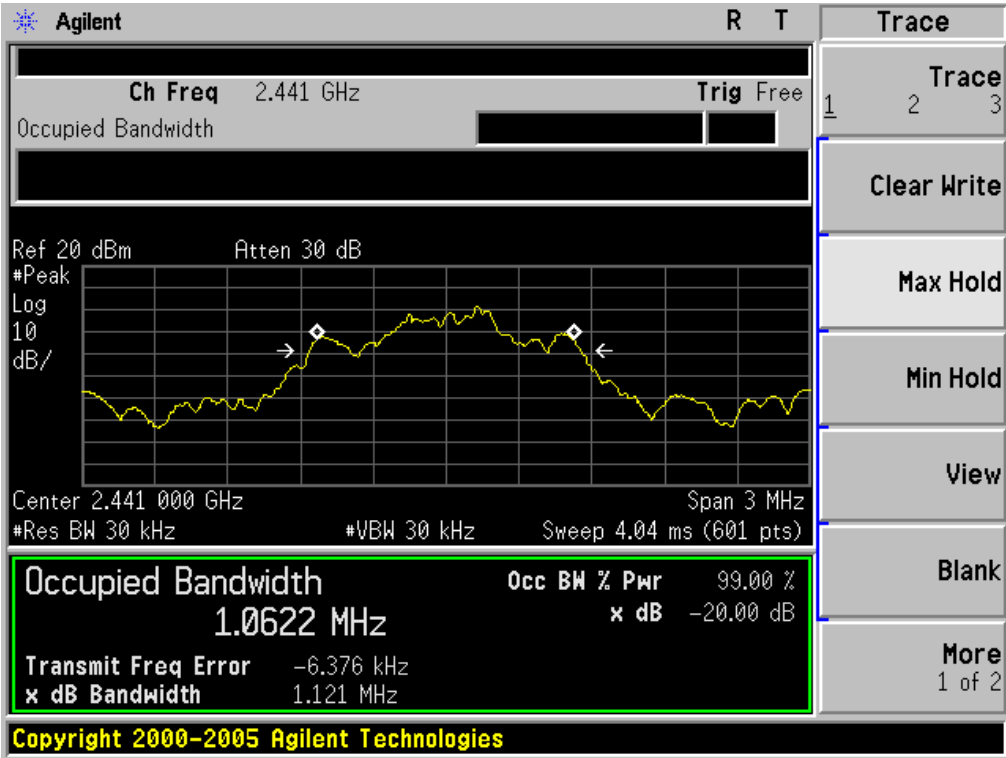 Agilent R T Trace
Ch Freq 2.441 GHz Trig Free
Occupied Bandwidth
Trace
1 2 3
Clear Write
Max Hold
Min Hold
View
Blank
More
1 of 2
Ref 20 dBm Atten 30 dB
#Peak
Log
10
dB/
Center 2.441 000 GHz Span 3 MHz
#Res BW 30 kHz #VBW 30 kHz Sweep 4.04 ms (601 pts)
Occupied Bandwidth Occ BW % Pwr 99.00 %
1.0622 MHz x dB -20.00 dB
Transmit Freq Error -6.376 kHz
x dB Bandwidth 1.121 MHz
Copyright 2000-2005 Agilent Technologies